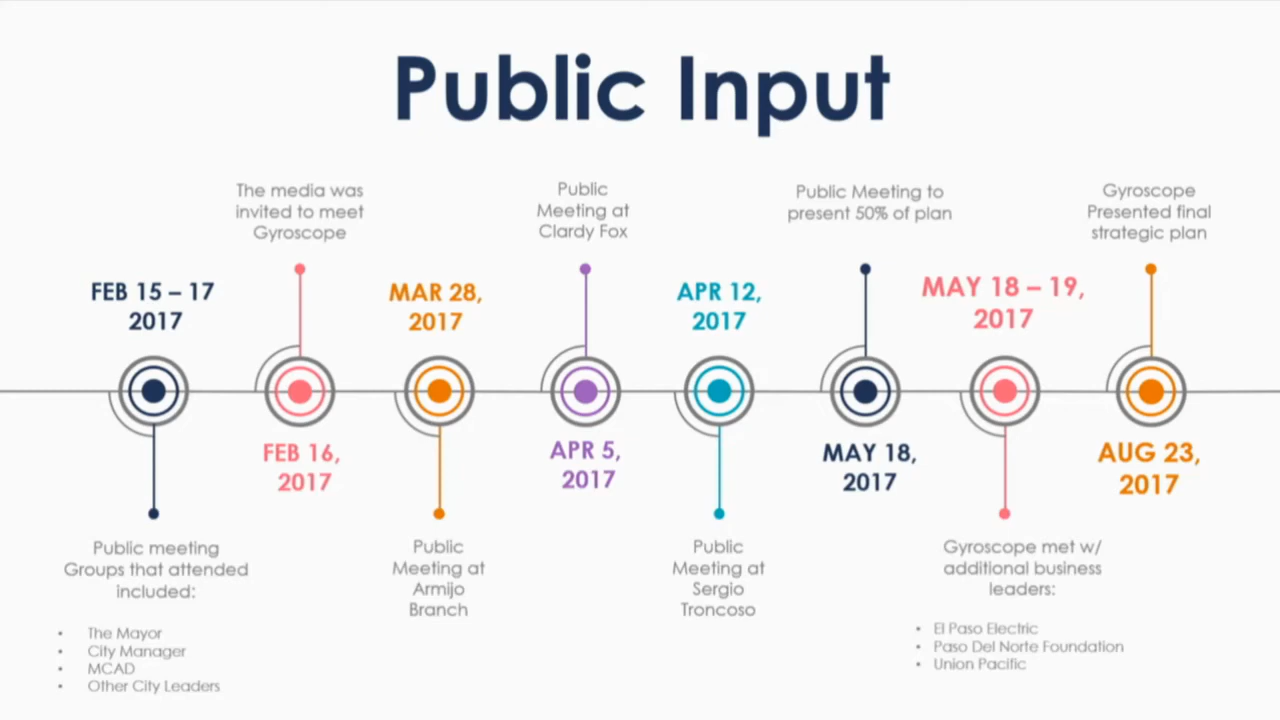 Public Input
FEB 15 – 17
2017
Public meeting
Groups that attended
included:
• The Mayor
• City Manager
• MCAD
• Other City Leaders
The media was
invited to meet
Gyroscope
FEB 16,
2017
MAR 28,
2017
Public
Meeting at
Armijo
Branch
Public
Meeting at
Clardy Fox
APR 5,
2017
APR 12,
2017
Public
Meeting at
Sergio
Troncoso
Public Meeting to
present 50% of plan
MAY 18,
2017
MAY 18 – 19,
2017
Gyroscope met w/
additional business
leaders:
• El Paso Electric
• Paso Del Norte Foundation
• Union Pacific
Gyroscope
Presented final
strategic plan
AUG 23,
2017